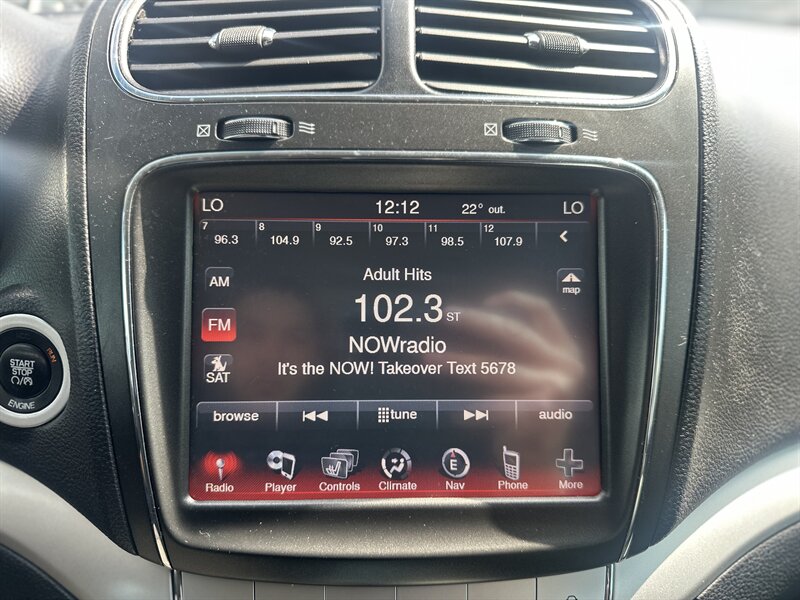 LO 12:12 22° out. LO
7 96.3 8 104.9 9 92.5 10 97.3 11 98.5 12 107.9
AM
Adult Hits
map
FM
102.3 ST
NOWradio
SAT
It's the NOW! Takeover Text 5678
browse tune audio
Radio Player Controls Climate E Nav Phone More
START
STOP
ENGINE
RUN